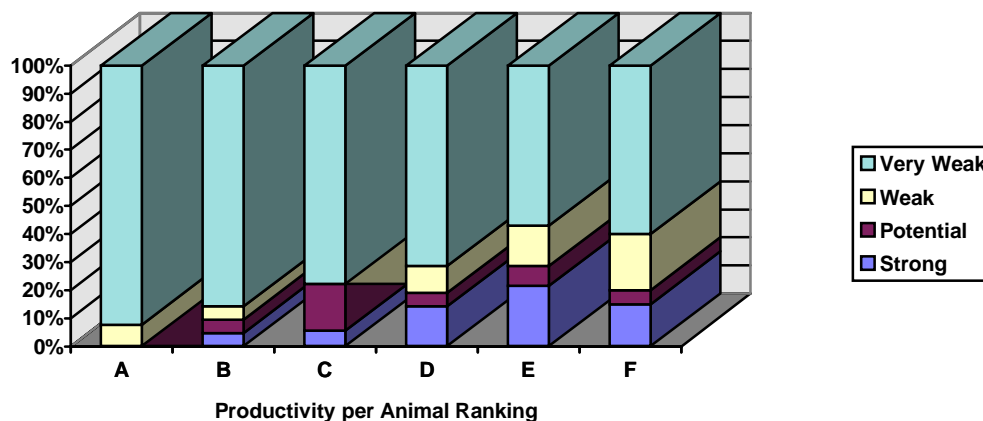 100%
90%
80%
70%
60%
50%
40%
30%
20%
10%
0%
A B C D E F
Productivity per Animal Ranking
Very Weak
Weak
Potential
Strong